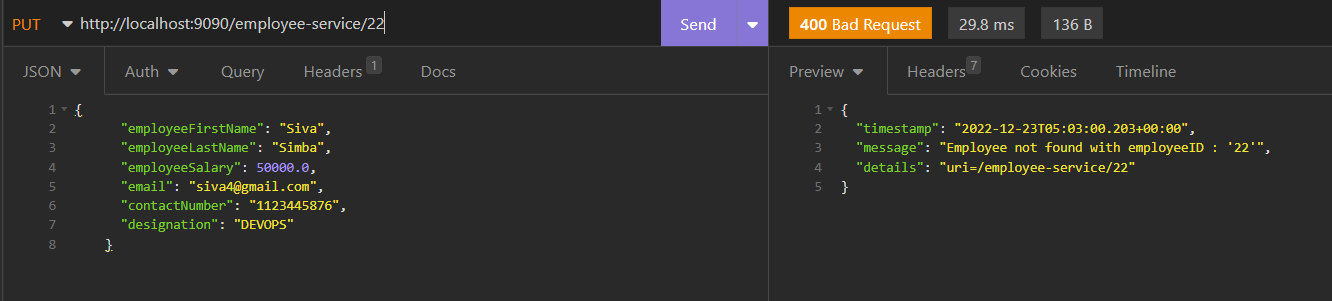 PUT http://localhost:9090/employee-service/22 Send
JSON Auth Query Headers 1 Docs
1 {
2 "employeeFirstName": "Siva",
3 "employeeLastName": "Simba",
4 "employeeSalary": 50000.0,
5 "email": "siva4@gmail.com",
6 "contactNumber": "1123445876",
7 "designation": "DEVOPS"
8 }
400 Bad Request 29.8 ms 136 B
Preview Headers 7 Cookies Timeline
1 {
2 "timestamp": "2022-12-23T05:03:00.203+00:00",
3 "message": "Employee not found with employeeID : '22'",
4 "details": "uri=/employee-service/22"
5 }